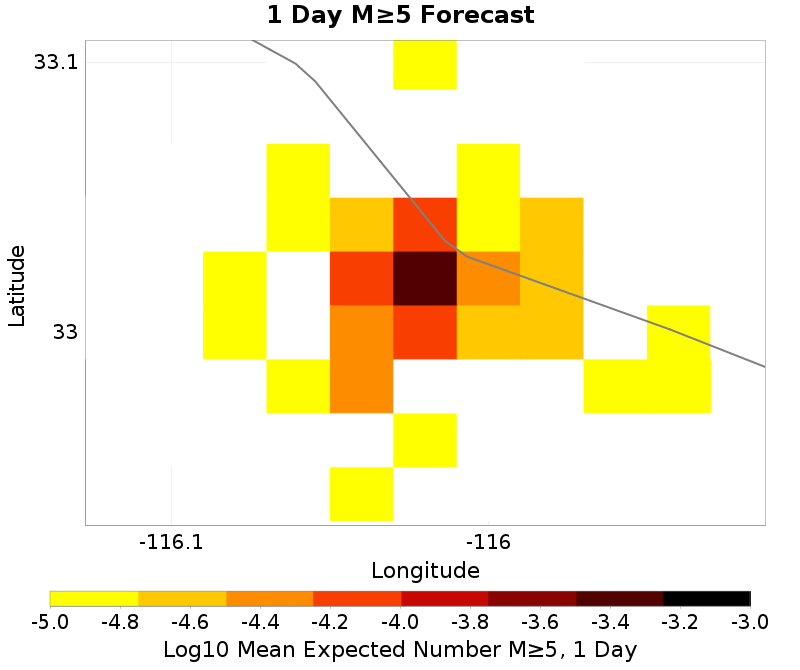 1 Day M≥5 Forecast
33.1
33
Latitude
-116.1
-116
Longitude
-5.0 -4.8 -4.6 -4.4 -4.2 -4.0 -3.8 -3.6 -3.4 -3.2 -3.0
Log10 Mean Expected Number M≥5, 1 Day